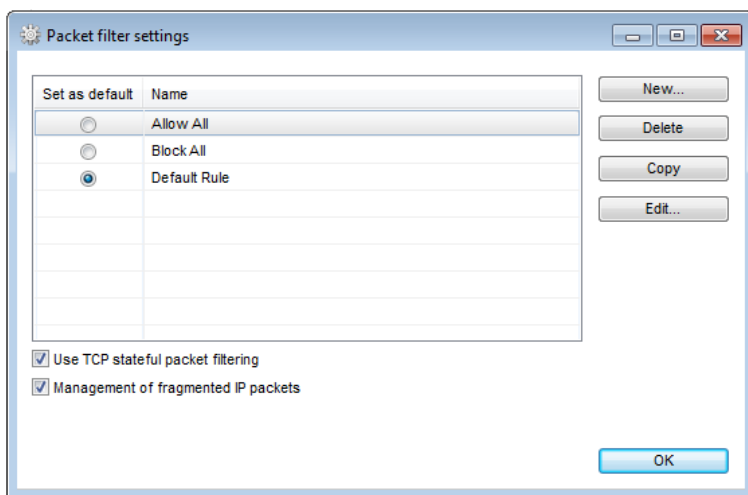 Packet filter settings
Set as default Name
Allow All
Block All
Default Rule
New...
Delete
Copy
Edit...
Use TCP stateful packet filtering
Management of fragmented IP packets
OK